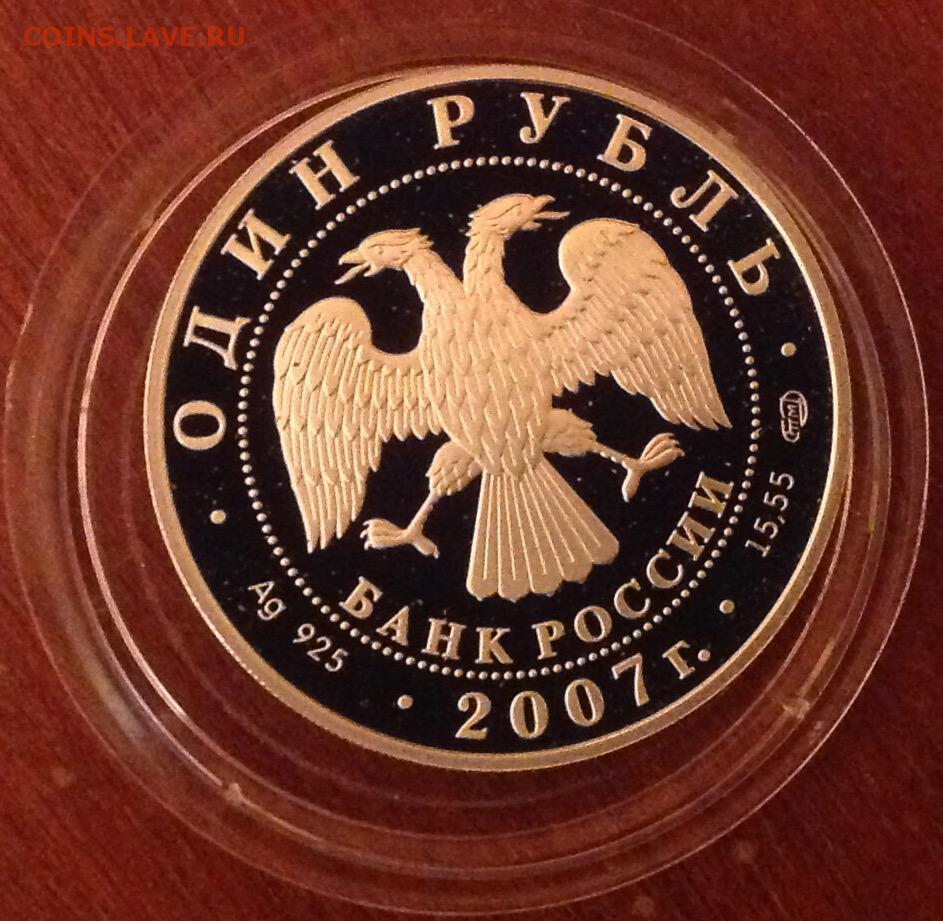 COINS.LAVE.RU
ОДИН РУБЛЬ
СПМД
15,55
БАНК РОССИИ
Ag 925
2007 г.